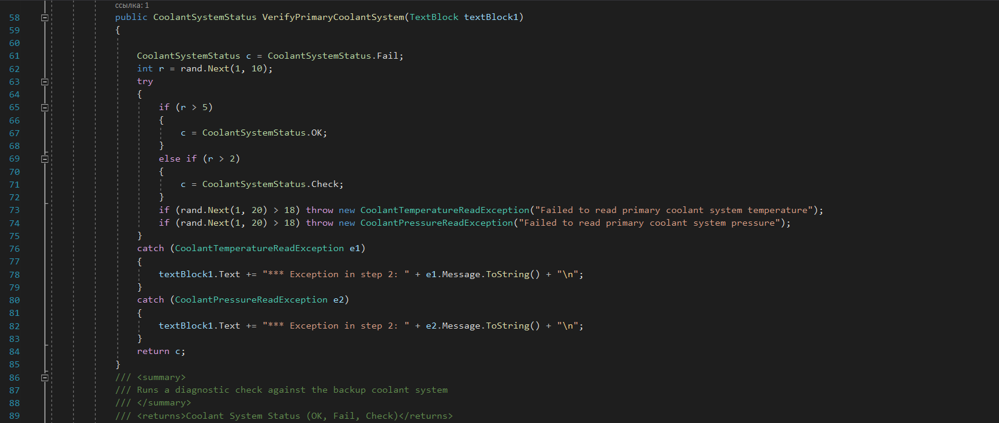 ссылка: 1
58 public CoolantSystemStatus VerifyPrimaryCoolantSystem(TextBlock textBlock1)
59 {
60
61 CoolantSystemStatus c = CoolantSystemStatus.Fail;
62 int r = rand.Next(1, 10);
63 try
64 {
65 if (r > 5)
66 {
67 c = CoolantSystemStatus.OK;
68 }
69 else if (r > 2)
70 {
71 c = CoolantSystemStatus.Check;
72 }
73 if (rand.Next(1, 20) > 18) throw new CoolantTemperatureReadException("Failed to read primary coolant system temperature");
74 if (rand.Next(1, 20) > 18) throw new CoolantPressureReadException("Failed to read primary coolant system pressure");
75 }
76 catch (CoolantTemperatureReadException e1)
77 {
78 textBlock1.Text += "*** Exception in step 2: " + e1.Message.ToString() + "\n";
79 }
80 catch (CoolantPressureReadException e2)
81 {
82 textBlock1.Text += "*** Exception in step 2: " + e2.Message.ToString() + "\n";
83 }
84 return c;
85 }
86 /// <summary>
87 /// Runs a diagnostic check against the backup coolant system
88 /// </summary>
89 /// <returns>Coolant System Status (OK, Fail, Check)</returns>